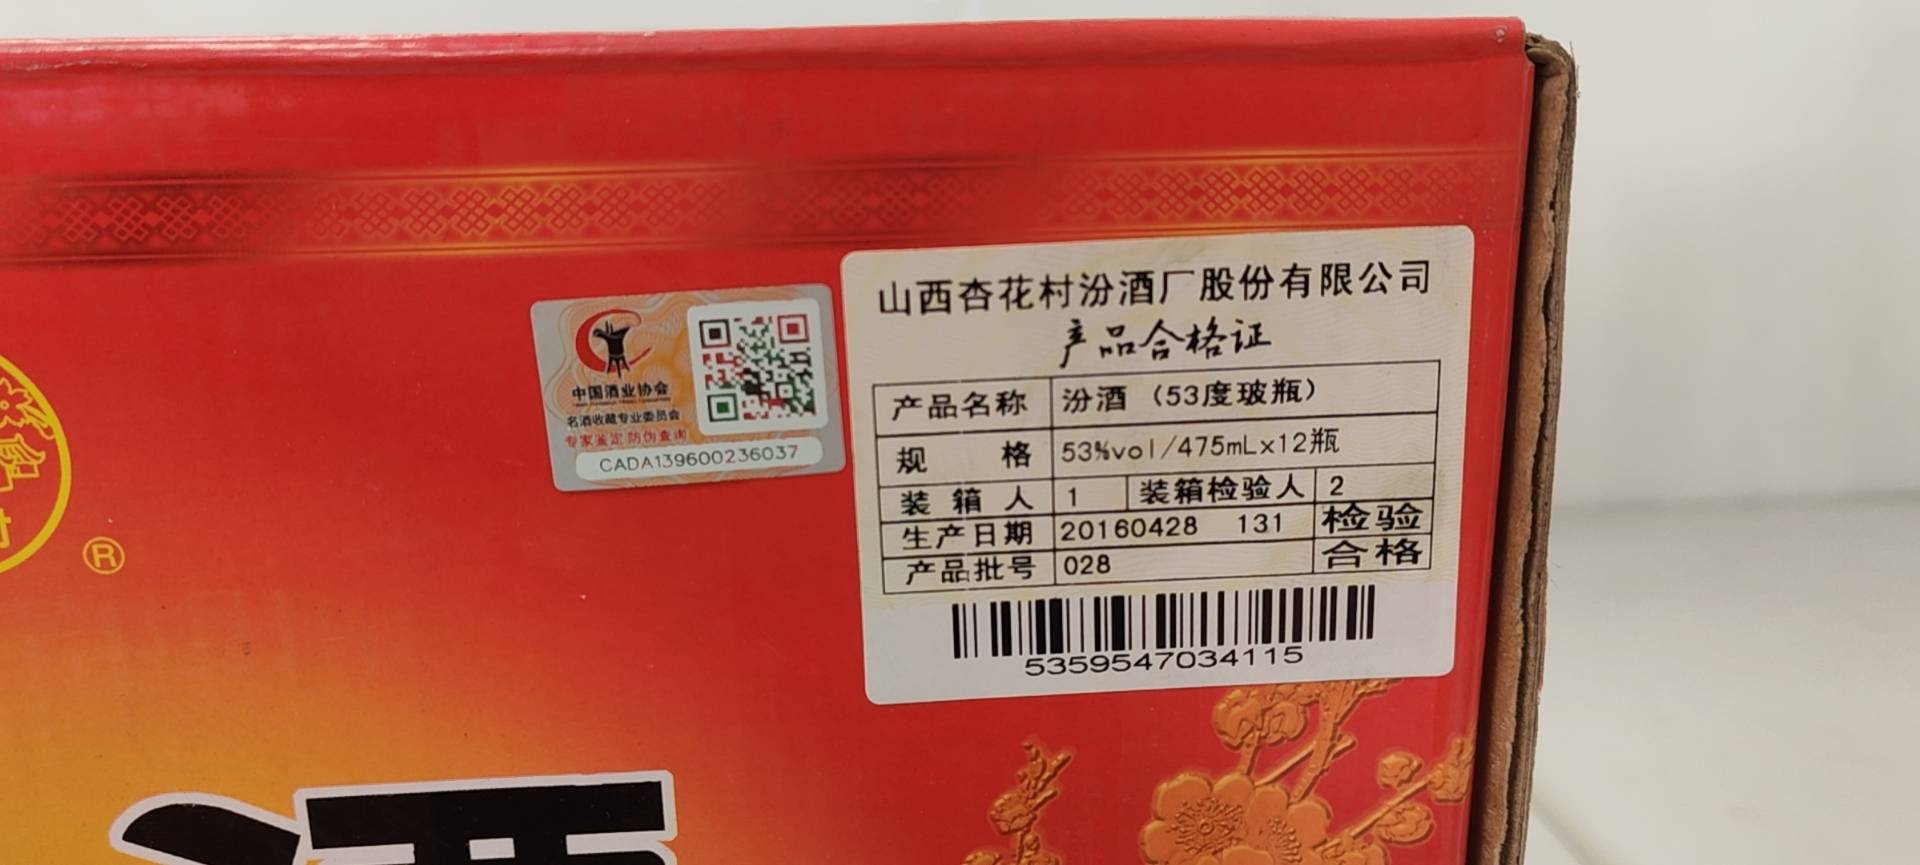 中国酒业协会
名酒收藏专业委员会
专家鉴定 防伪查询
CADA139600236037
山西杏花村汾酒厂股份有限公司
产品合格证
产品名称 汾酒（53度玻瓶）
规 格 53%vol/475mL×12瓶
装 箱 人 1 装箱检验人 2
生产日期 20160428 131 检验
产品批号 028 合格
5359547034115
村
®
酒